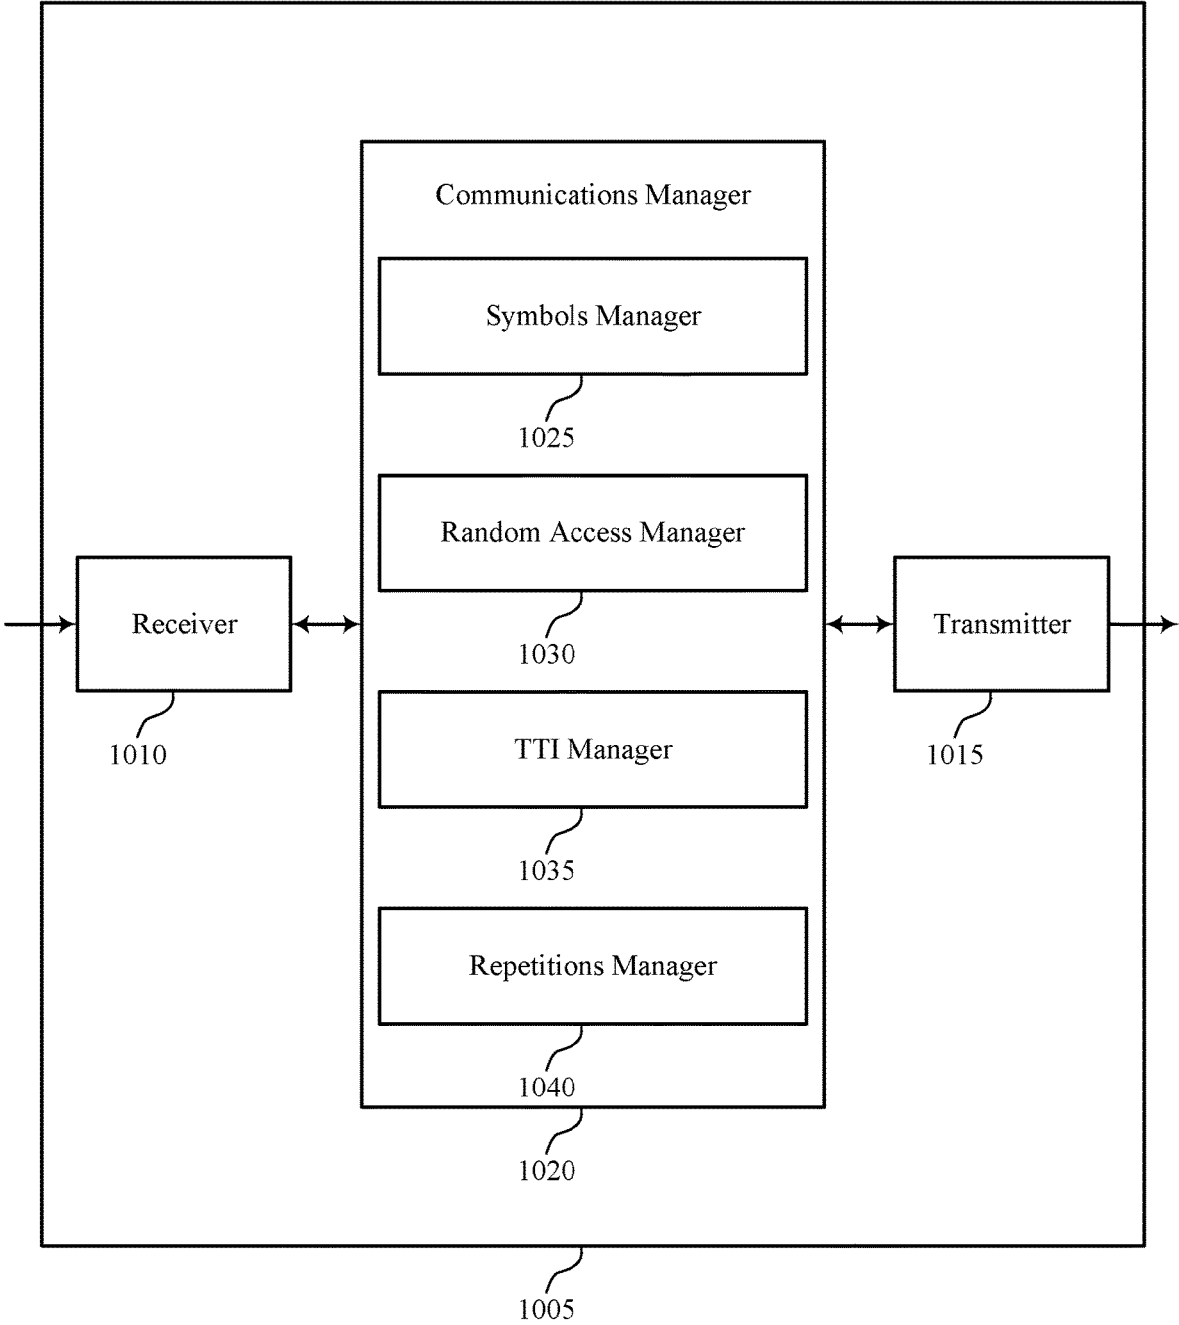 Communications Manager
Symbols Manager
1025
Random Access Manager
1030
Receiver
1010
Transmitter
1015
TTI Manager
1035
Repetitions Manager
1040
1020
1005